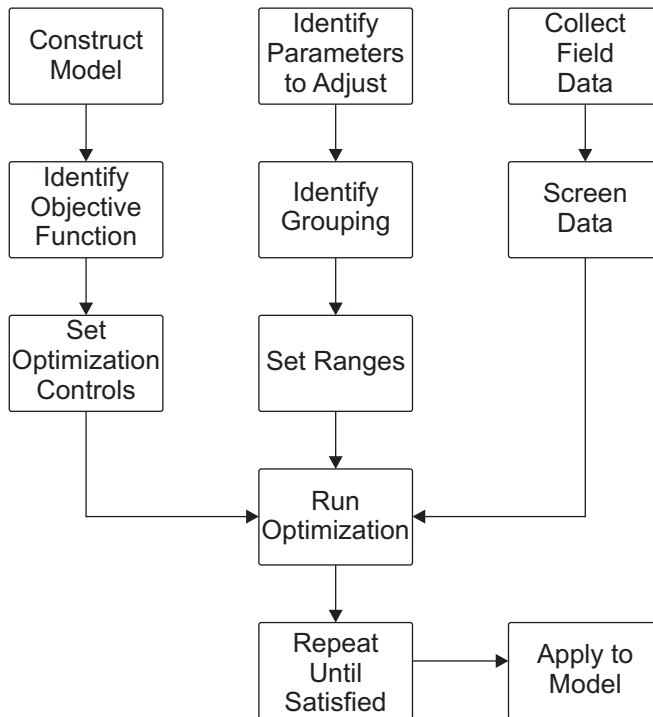 Construct
Model
Identify
Parameters
to Adjust
Collect
Field
Data
Identify
Objective
Function
Identify
Grouping
Screen
Data
Set
Optimization
Controls
Set Ranges
Run
Optimization
Repeat
Until
Satisfied
Apply to
Model